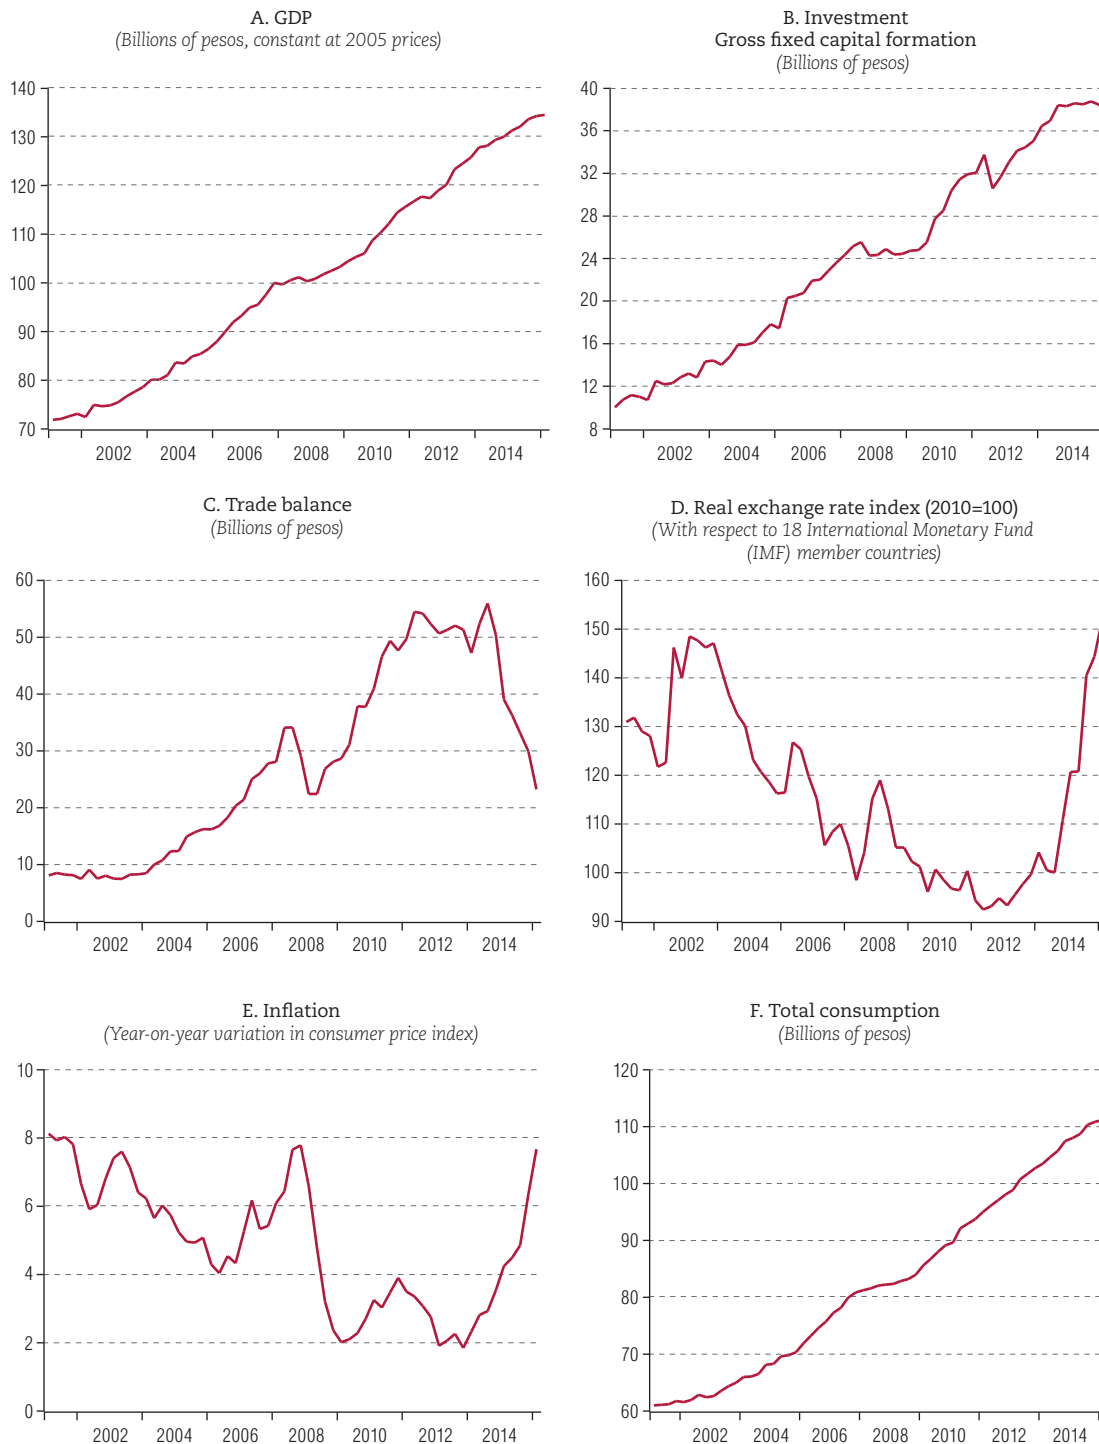 A. GDP
(Billions of pesos, constant at 2005 prices)
140
130
120
110
100
90
80
70
2002 2004 2006 2008 2010 2012 2014
B. Investment
Gross fixed capital formation
(Billions of pesos)
40
36
32
28
24
20
16
12
8
2002 2004 2006 2008 2010 2012 2014
C. Trade balance
(Billions of pesos)
60
50
40
30
20
10
0
2002 2004 2006 2008 2010 2012 2014
D. Real exchange rate index (2010=100)
(With respect to 18 International Monetary Fund
(IMF) member countries)
160
150
140
130
120
110
100
90
2002 2004 2006 2008 2010 2012 2014
E. Inflation
(Year-on-year variation in consumer price index)
10
8
6
4
2
0
2002 2004 2006 2008 2010 2012 2014
F. Total consumption
(Billions of pesos)
120
110
100
90
80
70
60
2002 2004 2006 2008 2010 2012 2014